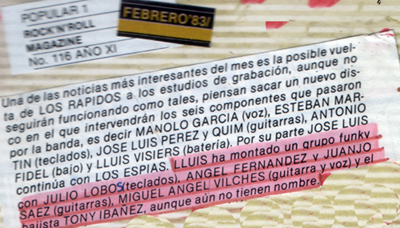 POPULAR 1
ROCK'N'ROLL
MAGAZINE
No. 116 AÑO XI
FEBRERO'83/
Una de las noticias más interesantes del mes es la posible vuel-
ta de LOS RAPIDOS a los estudios de grabación, aunque no
seguirán funcionando como tales, piensan sacar un nuevo dis-
co en el que intervendrán los seis componentes que pasaron
por la banda, es decir MANOLO GARCIA (voz), ESTEBAN MAR-
TIN (teclados), JOSE LUIS PEREZ y QUIM (guitarras), ANTONIO
FIDEL (bajo) y LLUIS VISIERS (batería). Por su parte JOSE LUIS
continúa con LOS ESPIAS. LLUIS ha montado un grupo funky
con JULIO LOBOS(teclados), ANGEL FERNANDEZ y JUANJO
SAEZ (guitarras), MIGUEL ANGEL VILCHES (guitarra y voz) y el
bajista TONY IBAÑEZ, aunque aún no tienen nombre.